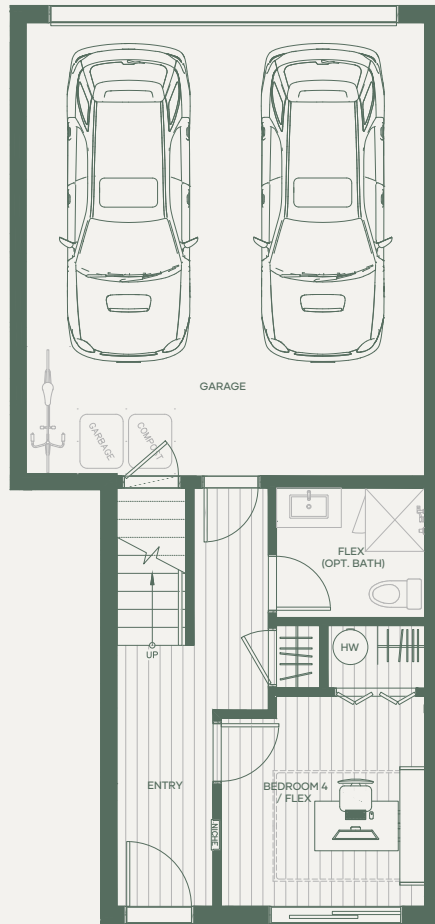 GARAGE
GARBAGE
COMPOST
FLEX
(OPT. BATH)
HW
UP
ENTRY
BEDROOM 4
/ FLEX
NICHE